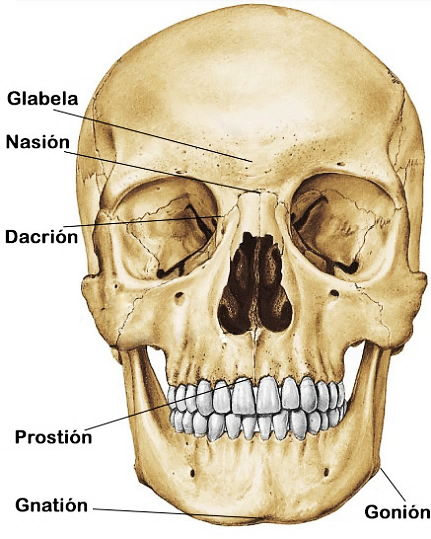 Glabela
Nasión
Dacrión
Prostión
Gnatión
Gonión